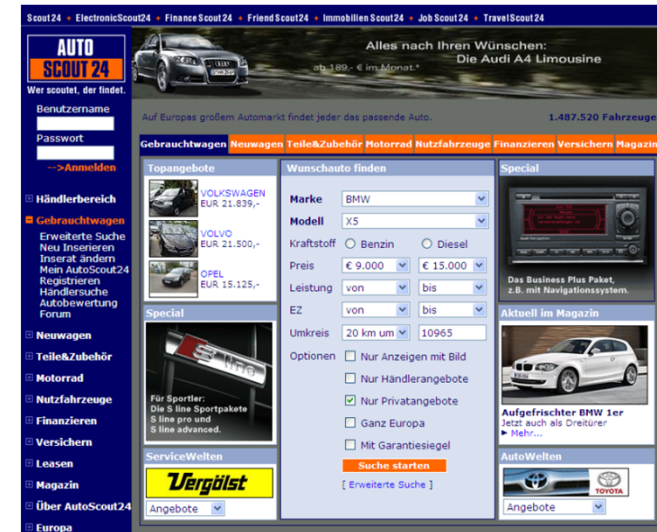 Scout24 ElectronicScout24 FinanceScout24 FriendScout24 ImmobilienScout24 JobScout24 TravelScout24
AUTO
SCOUT 24
Wer scoutet, der findet.
Alles nach Ihren Wünschen:
Die Audi A4 Limousine
ab 189,- € im Monat.*
Auf Europas großem Automarkt findet jeder das passende Auto.
1.487.520 Fahrzeuge
Benutzername
Passwort
-->Anmelden
Händlerbereich
Gebrauchtwagen
Erweiterte Suche
Neu Inserieren
Inserat ändern
Mein AutoScout24
Registrieren
Händlersuche
Autobewertung
Forum
Neuwagen
Teile&Zubehör
Motorrad
Nutzfahrzeuge
Finanzieren
Versichern
Leasen
Magazin
Über AutoScout24
Europa
Gebrauchtwagen Neuwagen Teile&Zubehör Motorrad Nutzfahrzeuge Finanzieren Versichern Magazin
Topangebote
VOLKSWAGEN
EUR 21.839,-
VOLVO
EUR 21.500,-
OPEL
EUR 15.125,-
Special
S line
Für Sportler:
Die S line Sportpakete
S line pro und
S line advanced.
ServiceWelten
Vergölst
Angebote
Wunschauto finden
Marke BMW
Modell X5
Kraftstoff Benzin Diesel
Preis € 9.000 € 15.000
Leistung von bis
EZ von bis
Umkreis 20 km um 10965
Optionen Nur Anzeigen mit Bild
Nur Händlerangebote
Nur Privatangebote
Ganz Europa
Mit Garantiesiegel
Suche starten
[ Erweiterte Suche ]
Special
Das Business Plus Paket,
z.B. mit Navigationssystem.
Aktuell im Magazin
Aufgefrischter BMW 1er
Jetzt auch als Dreitürer
Mehr...
AutoWelten
TOYOTA
Angebote